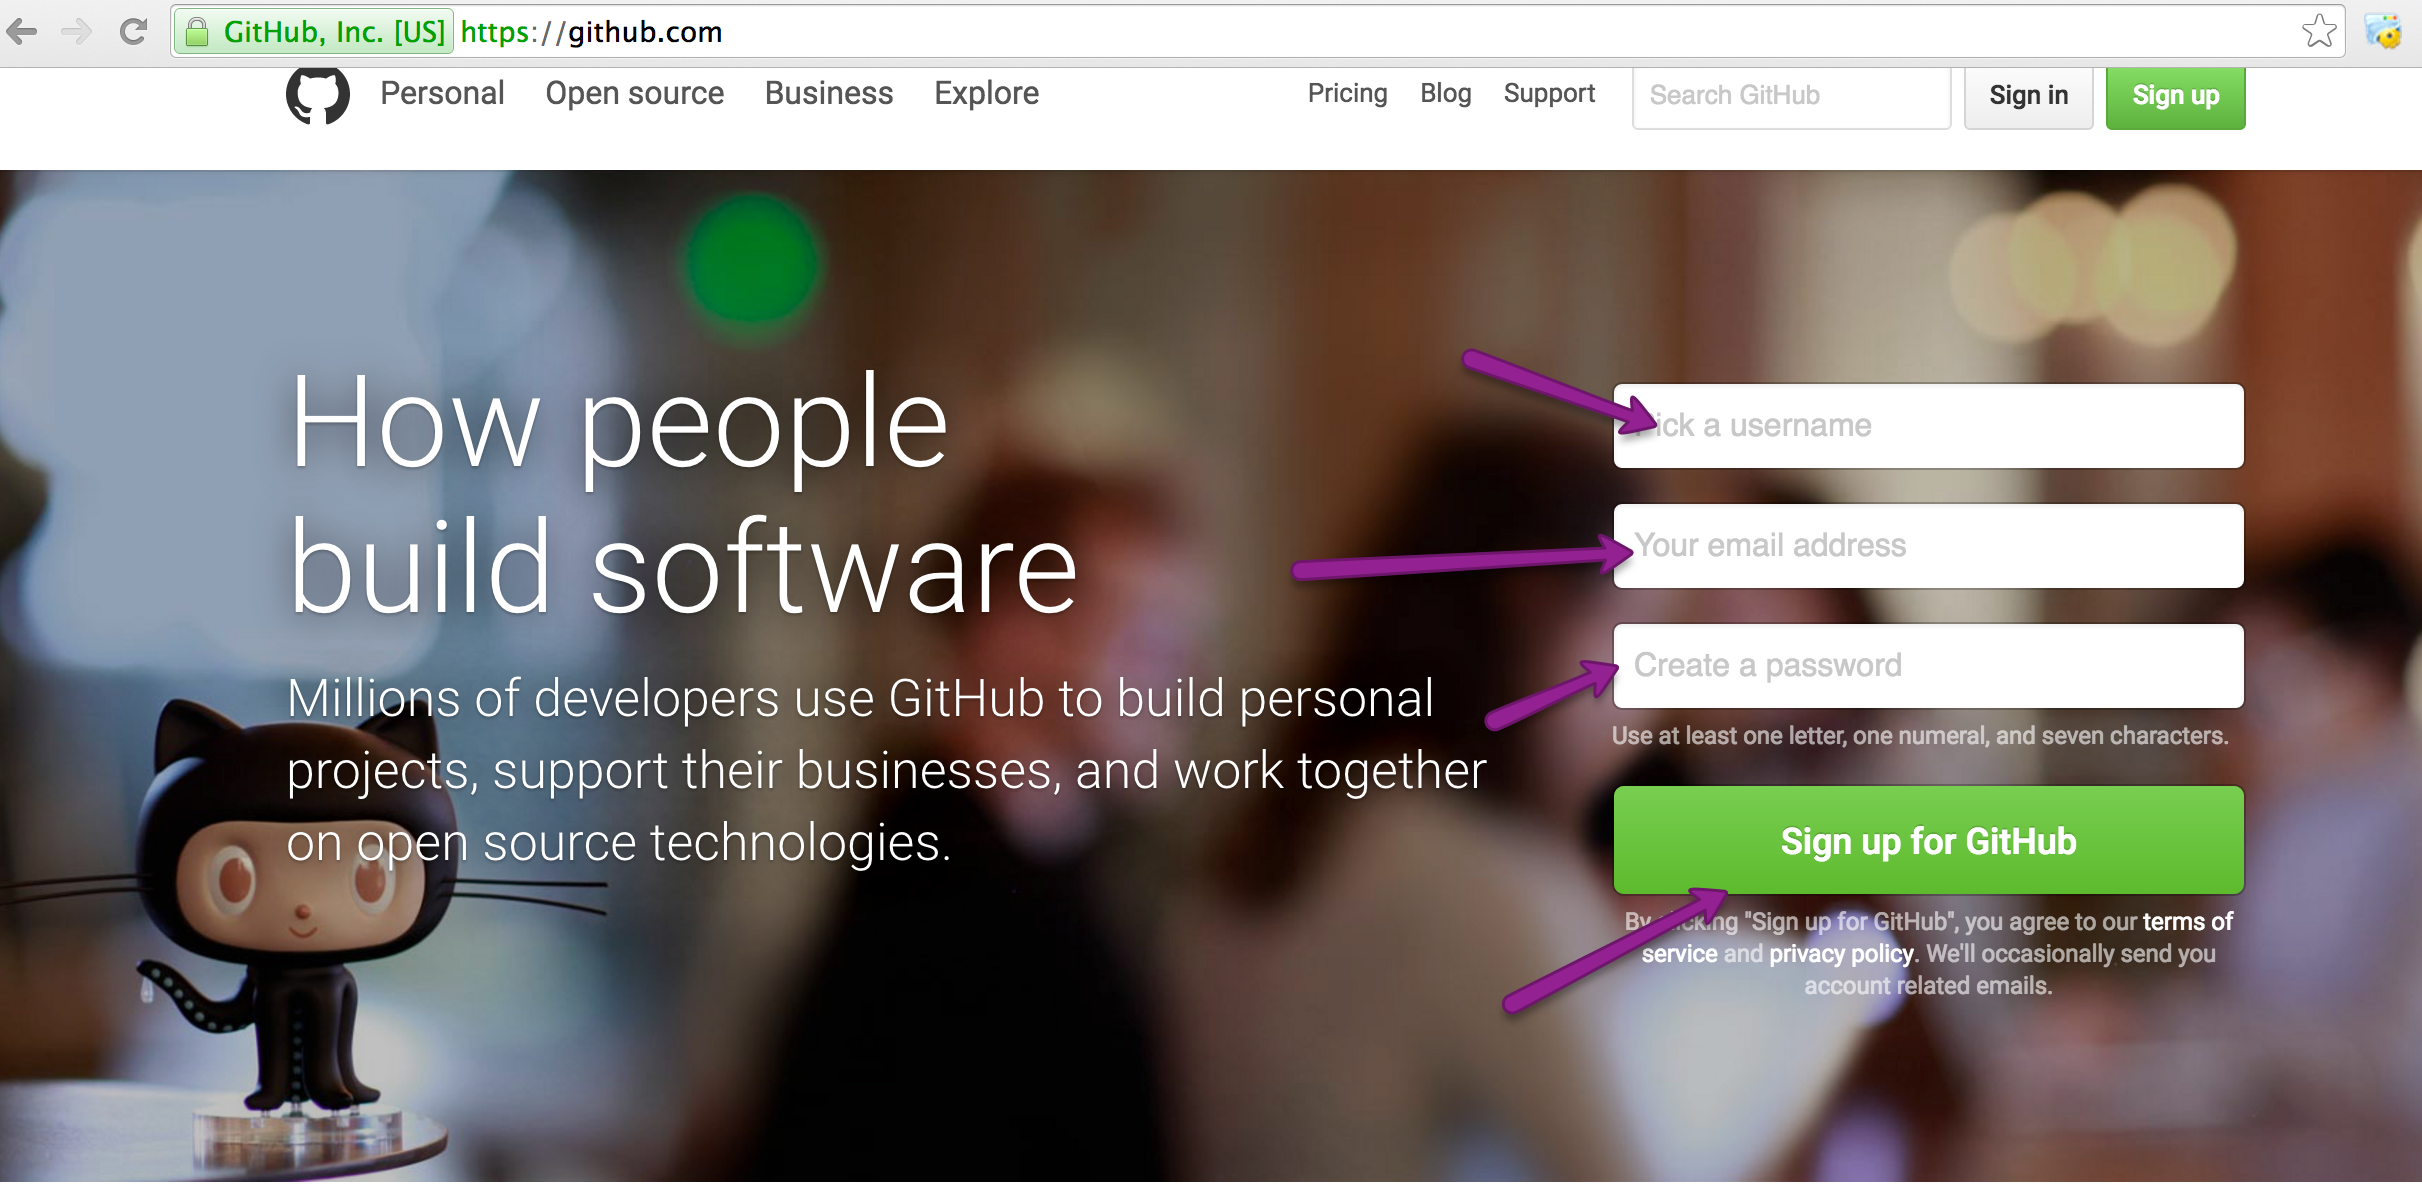 GitHub, Inc. [US] https://github.com
Personal Open source Business Explore Pricing Blog Support Search GitHub Sign in Sign up
How people
build software
Millions of developers use GitHub to build personal
projects, support their businesses, and work together
on open source technologies.
Pick a username
Your email address
Create a password
Use at least one letter, one numeral, and seven characters.
Sign up for GitHub
By clicking "Sign up for GitHub", you agree to our terms of
service and privacy policy. We'll occasionally send you
account related emails.